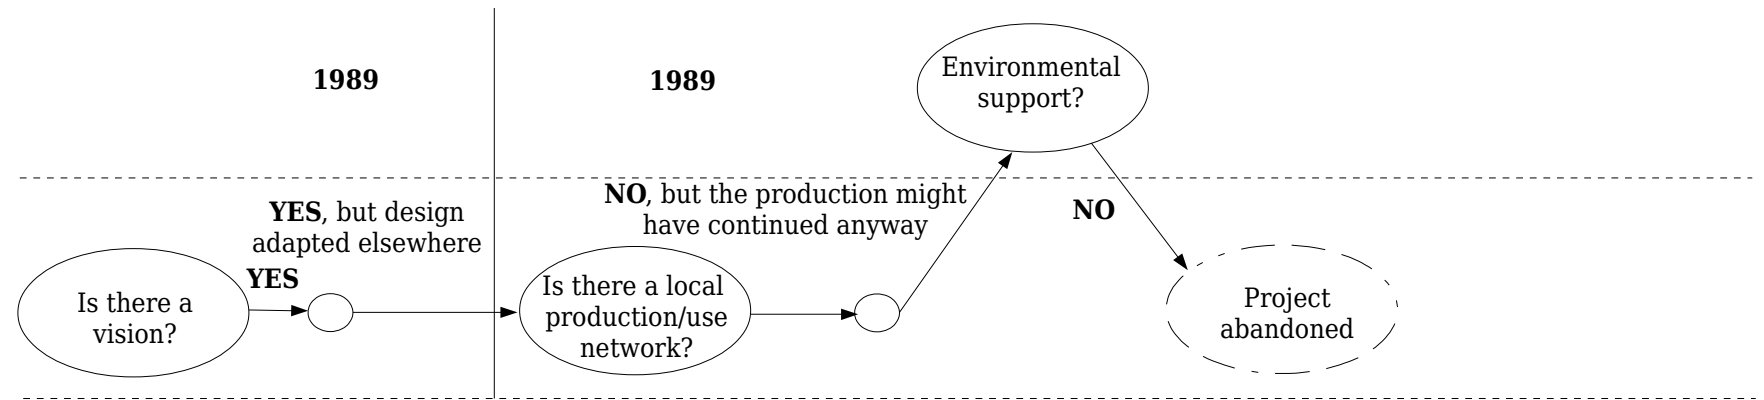 1989
1989
Environmental
support?
YES, but design
adapted elsewhere
YES
Is there a
vision?
NO, but the production might
have continued anyway
NO
Is there a local
production/use
network?
Project
abandoned